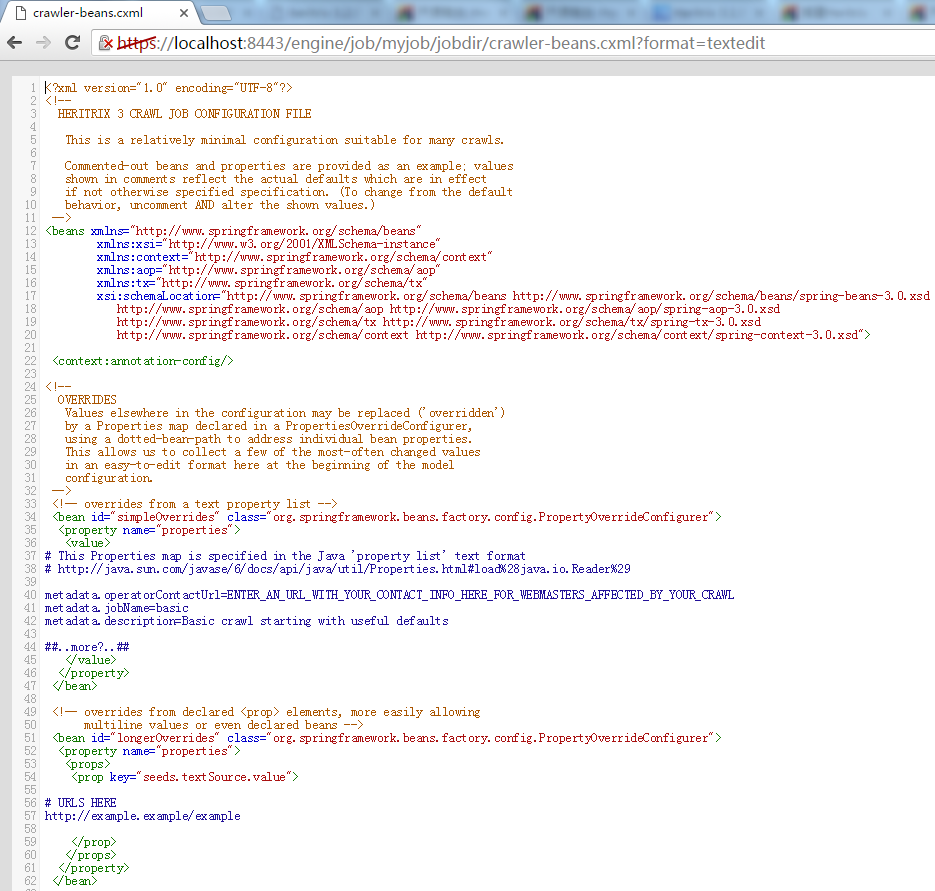 crawler-beans.cxml
https://localhost:8443/engine/job/myjob/jobdir/crawler-beans.cxml?format=textedit
1 <?xml version="1.0" encoding="UTF-8"?>
2 <!--
3 HERITRIX 3 CRAWL JOB CONFIGURATION FILE
4
5 This is a relatively minimal configuration suitable for many crawls.
6
7 Commented-out beans and properties are provided as an example; values
8 shown in comments reflect the actual defaults which are in effect
9 if not otherwise specified specification. (To change from the default
10 behavior, uncomment AND alter the shown values.)
11 -->
12 <beans xmlns="http://www.springframework.org/schema/beans"
13 xmlns:xsi="http://www.w3.org/2001/XMLSchema-instance"
14 xmlns:context="http://www.springframework.org/schema/context"
15 xmlns:aop="http://www.springframework.org/schema/aop"
16 xmlns:tx="http://www.springframework.org/schema/tx"
17 xsi:schemaLocation="http://www.springframework.org/schema/beans http://www.springframework.org/schema/beans/spring-beans-3.0.xsd
18 http://www.springframework.org/schema/aop http://www.springframework.org/schema/aop/spring-aop-3.0.xsd
19 http://www.springframework.org/schema/tx http://www.springframework.org/schema/tx/spring-tx-3.0.xsd
20 http://www.springframework.org/schema/context http://www.springframework.org/schema/context/spring-context-3.0.xsd">
21
22 <context:annotation-config/>
23
24 <!--
25 OVERRIDES
26 Values elsewhere in the configuration may be replaced ('overridden')
27 by a Properties map declared in a PropertiesOverrideConfigurer,
28 using a dotted-bean-path to address individual bean properties.
29 This allows us to collect a few of the most-often changed values
30 in an easy-to-edit format here at the beginning of the model
31 configuration.
32 -->
33 <!-- overrides from a text property list -->
34 <bean id="simpleOverrides" class="org.springframework.beans.factory.config.PropertyOverrideConfigurer">
35 <property name="properties">
36 <value>
37 # This Properties map is specified in the Java 'property list' text format
38 # http://java.sun.com/javase/6/docs/api/java/util/Properties.html#load%28java.io.Reader%29
39
40 metadata.operatorContactUrl=ENTER_AN_URL_WITH_YOUR_CONTACT_INFO_HERE_FOR_WEBMASTERS_AFFECTED_BY_YOUR_CRAWL
41 metadata.jobName=basic
42 metadata.description=Basic crawl starting with useful defaults
43
44 ##..more?..##
45 </value>
46 </property>
47 </bean>
48
49 <!-- overrides from declared <prop> elements, more easily allowing
50 multiline values or even declared beans -->
51 <bean id="longerOverrides" class="org.springframework.beans.factory.config.PropertyOverrideConfigurer">
52 <property name="properties">
53 <props>
54 <prop key="seeds.textSource.value">
55
56 # URLS HERE
57 http://example.example/example
58
59 </prop>
60 </props>
61 </property>
62 </bean>